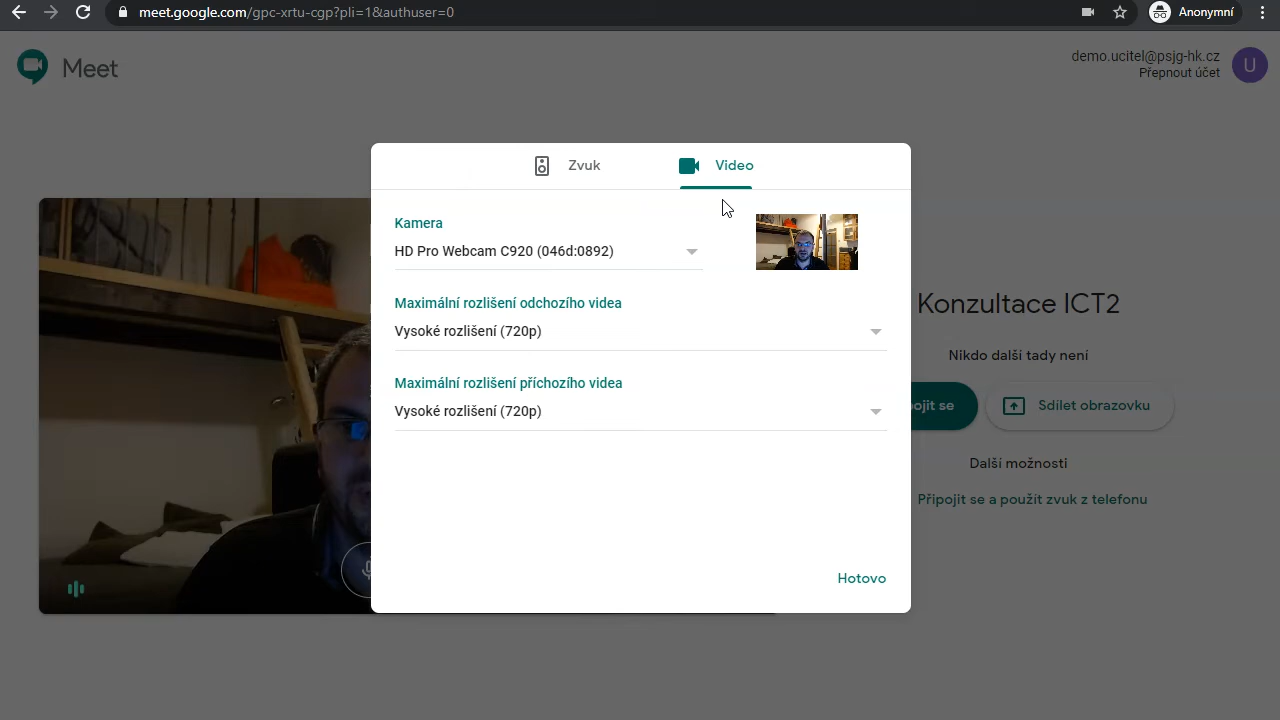 meet.google.com/gpc-xrtu-cgp?pli=1&authuser=0
Anonymní
Meet
demo.ucitel@psjg-hk.cz
Přepnout účet
U
Zvuk
Video
Kamera
HD Pro Webcam C920 (046d:0892)
Maximální rozlišení odchozího videa
Vysoké rozlišení (720p)
Maximální rozlišení příchozího videa
Vysoké rozlišení (720p)
Hotovo
Konzultace ICT2
Nikdo další tady není
ojit se
Sdílet obrazovku
Další možnosti
Připojit se a použít zvuk z telefonu